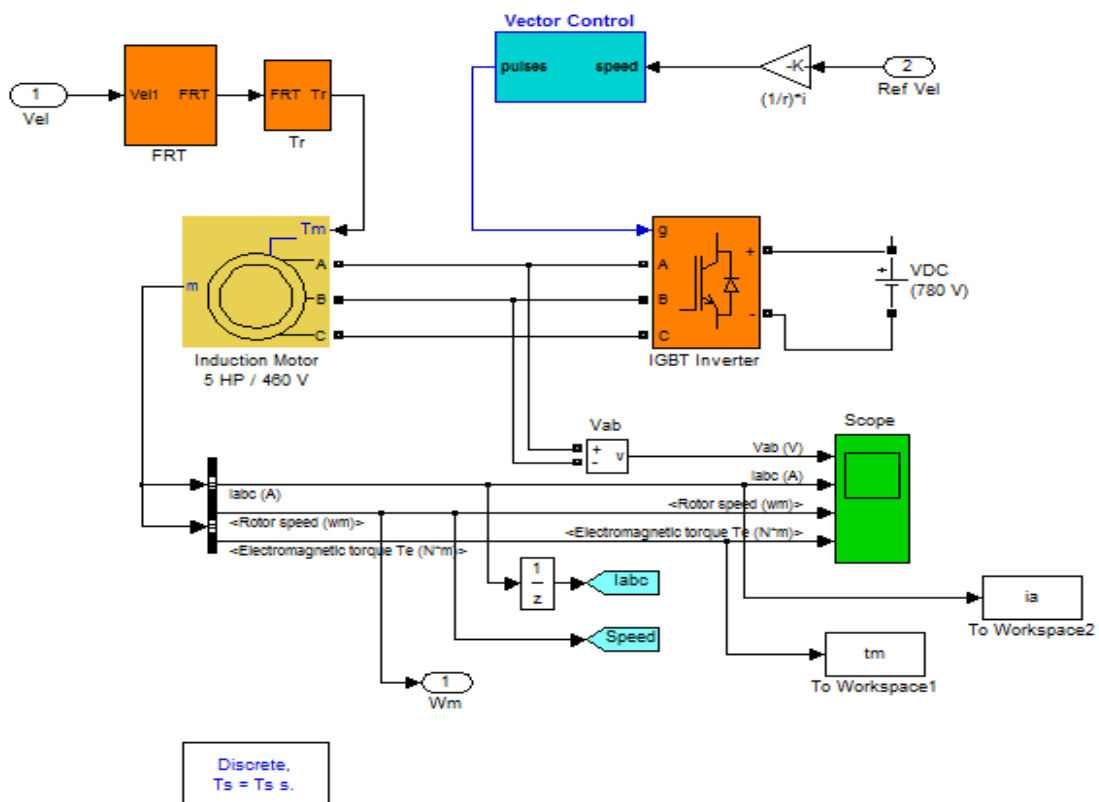 Vector Control
pulses speed
-K-
(1/r)*i
2
Ref Vel
1
Vel
Vel1 FRT
FRT
FRT Tr
Tr
Tm
m
A
B
C
Induction Motor
5 HP / 460 V
g
A
B
C
+
-
IGBT Inverter
+
VDC
(780 V)
Vab
+
-
v
Scope
Vab (V)
Iabc (A)
Iabc (A)
<Rotor speed (wm)>
<Rotor speed (wm)>
<Electromagnetic torque Te (N*m)>
<Electromagnetic torque Te (N*m)>
1
z
Iabc
Speed
ia
To Workspace2
tm
To Workspace1
1
Wm
Discrete,
Ts = Ts s.